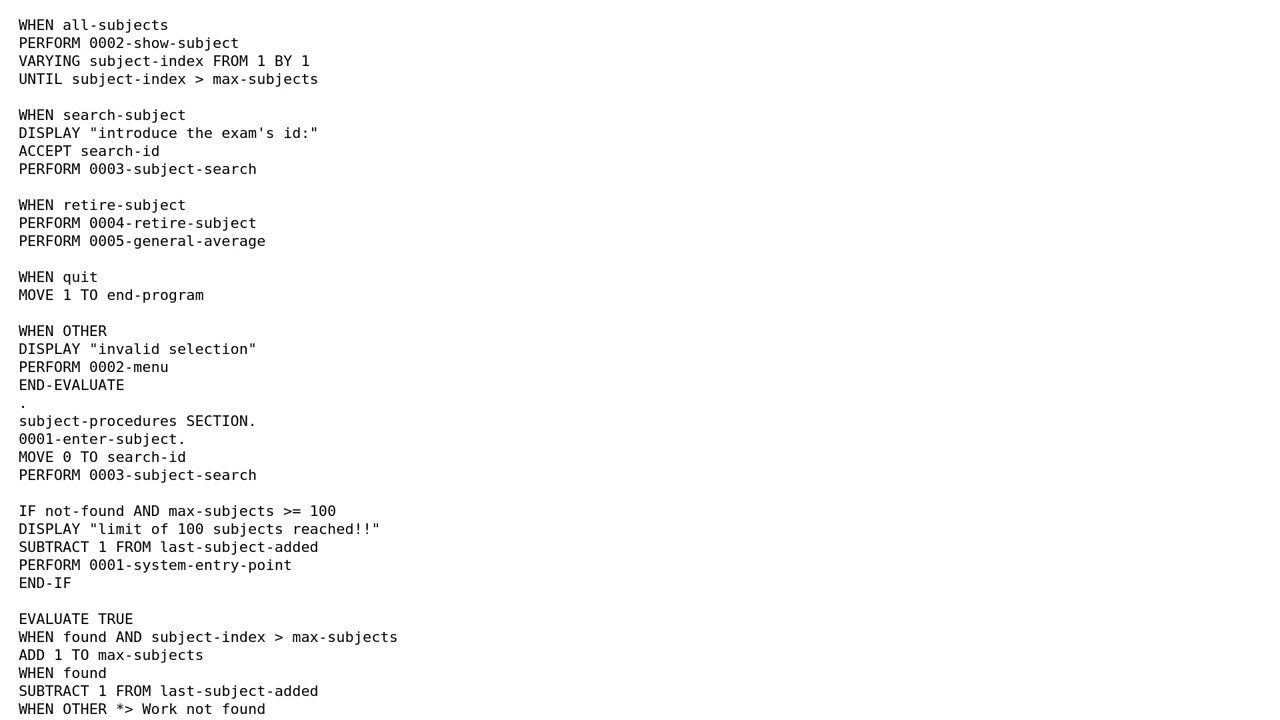 WHEN all-subjects
PERFORM 0002-show-subject
VARYING subject-index FROM 1 BY 1
UNTIL subject-index > max-subjects

WHEN search-subject
DISPLAY "introduce the exam's id:"
ACCEPT search-id
PERFORM 0003-subject-search

WHEN retire-subject
PERFORM 0004-retire-subject
PERFORM 0005-general-average

WHEN quit
MOVE 1 TO end-program

WHEN OTHER
DISPLAY "invalid selection"
PERFORM 0002-menu
END-EVALUATE
.
subject-procedures SECTION.
0001-enter-subject.
MOVE 0 TO search-id
PERFORM 0003-subject-search

IF not-found AND max-subjects >= 100
DISPLAY "limit of 100 subjects reached!!"
SUBTRACT 1 FROM last-subject-added
PERFORM 0001-system-entry-point
END-IF

EVALUATE TRUE
WHEN found AND subject-index > max-subjects
ADD 1 TO max-subjects
WHEN found
SUBTRACT 1 FROM last-subject-added
WHEN OTHER *> Work not found